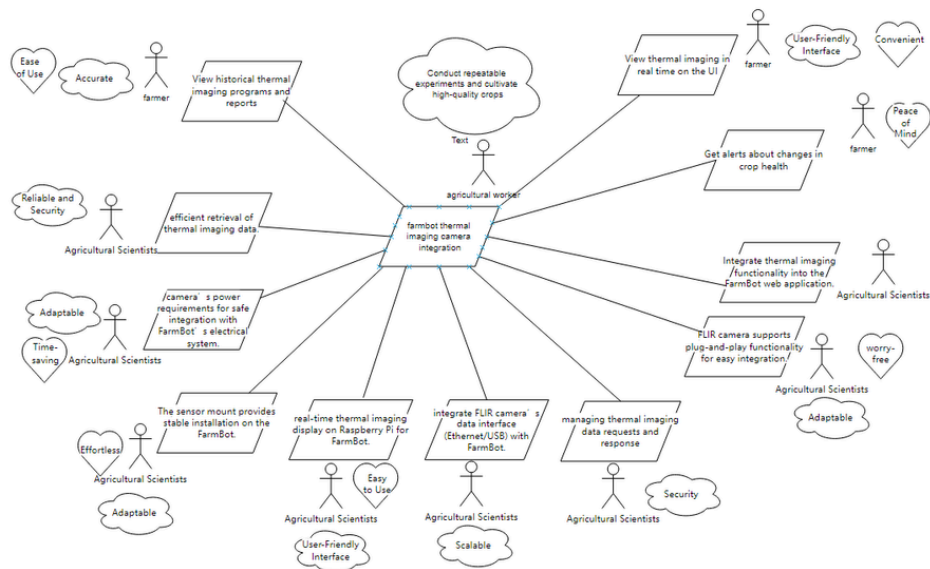 Ease
of Use
Accurate
farmer
View historical thermal
imaging programs and
reports
Conduct repeatable
experiments and cultivate
high-quality crops
Text
agricultural worker
View thermal imaging in
real time on the UI
farmer
User-Friendly
Interface
Convenient
Get alerts about changes in
crop health
farmer
Peace
of
Mind
Reliable and
Security
Agricultural Scientists
efficient retrieval of
thermal imaging data.
farmbot thermal
imaging camera
integration
Integrate thermal imaging
functionality into the
FarmBot web application.
Agricultural Scientists
Adaptable
Time-
saving
Agricultural Scientists
camera's power
requirements for safe
integration with
FarmBot's electrical
system.
FLIR camera supports
plug-and-play functionality
for easy integration.
worry-
free
Agricultural Scientists
Adaptable
Effortless
Agricultural Scientists
Adaptable
The sensor mount provides
stable installation on the
FarmBot.
real-time thermal imaging
display on Raspberry Pi for
FarmBot.
Easy
to Use
Agricultural Scientists
User-Friendly
Interface
integrate FLIR camera's
data interface
(Ethernet/USB) with
FarmBot.
Agricultural Scientists
Scalable
managing thermal imaging
data requests and
response
Agricultural Scientists
Security